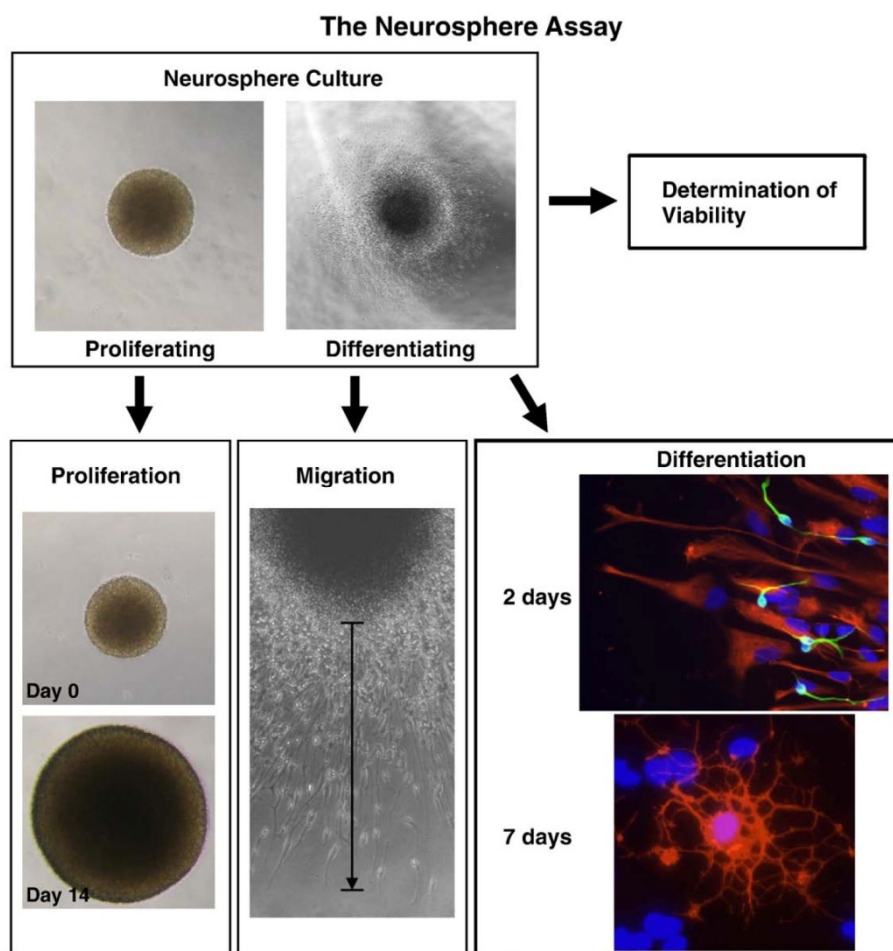 The Neurosphere Assay
Neurosphere Culture
Proliferating
Differentiating
Determination of
Viability
Proliferation
Day 0
Day 14
Migration
Differentiation
2 days
7 days